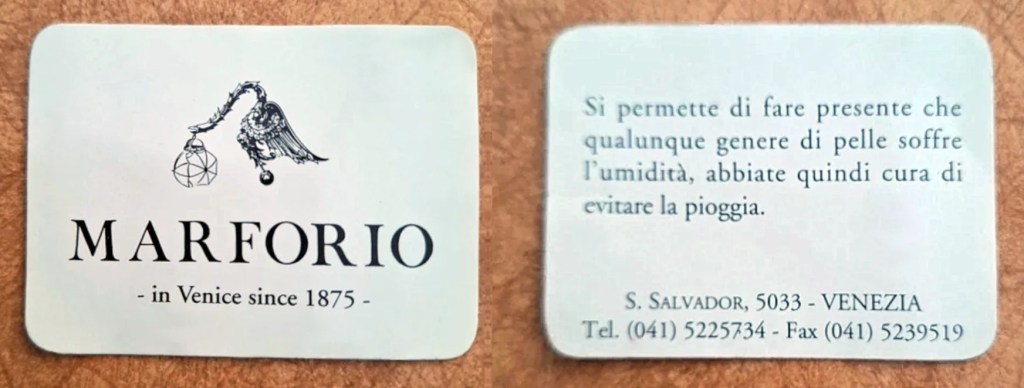 MARFORIO
- in Venice since 1875 -
Si permette di fare presente che
qualunque genere di pelle soffre
l'umidità, abbiate quindi cura di
evitare la pioggia.
S. SALVADOR, 5033 - VENEZIA
Tel. (041) 5225734 - Fax (041) 5239519